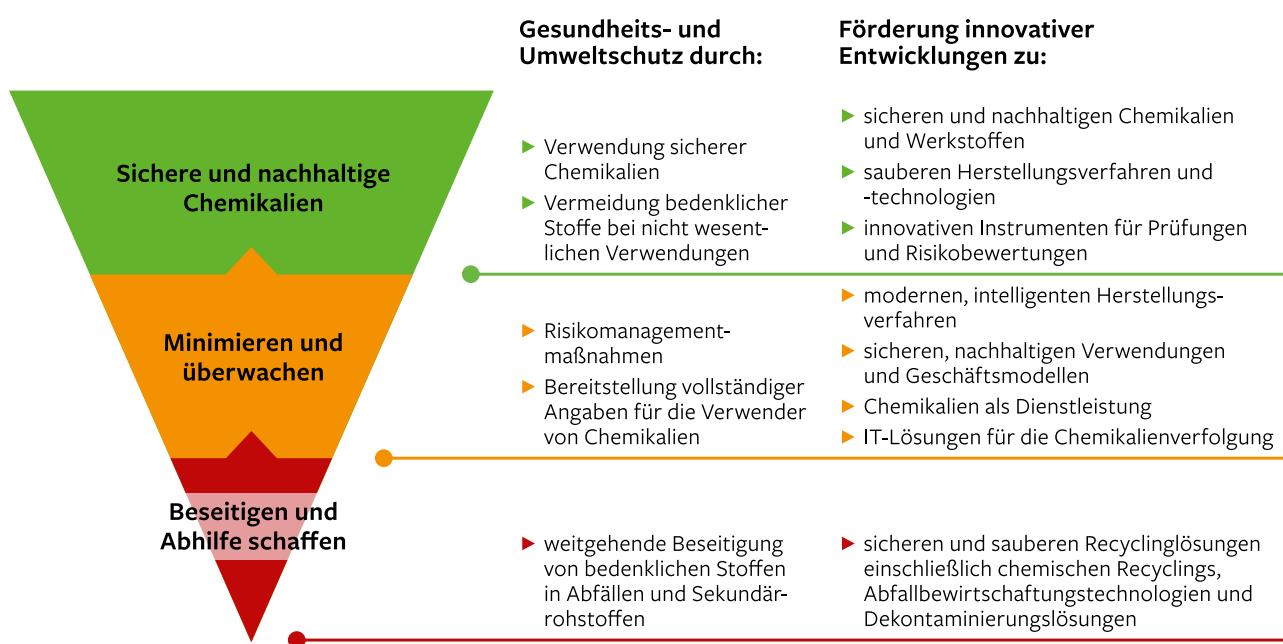 Gesundheits- und
Umweltschutz durch:
Förderung innovativer
Entwicklungen zu:
Sichere und nachhaltige
Chemikalien
► Verwendung sicherer
Chemikalien
► Vermeidung bedenklicher
Stoffe bei nicht wesent-
lichen Verwendungen
► sicheren und nachhaltigen Chemikalien
und Werkstoffen
► sauberen Herstellungsverfahren und
-technologien
► innovativen Instrumenten für Prüfungen
und Risikobewertungen
Minimieren und
überwachen
► Risikomanagement-
maßnahmen
► Bereitstellung vollständiger
Angaben für die Verwender
von Chemikalien
► modernen, intelligenten Herstellungs-
verfahren
► sicheren, nachhaltigen Verwendungen
und Geschäftsmodellen
► Chemikalien als Dienstleistung
► IT-Lösungen für die Chemikalienverfolgung
Beseitigen und
Abhilfe schaffen
► weitgehende Beseitigung
von bedenklichen Stoffen
in Abfällen und Sekundär-
rohstoffen
► sicheren und sauberen Recyclinglösungen
einschließlich chemischen Recyclings,
Abfallbewirtschaftungstechnologien und
Dekontaminierungslösungen